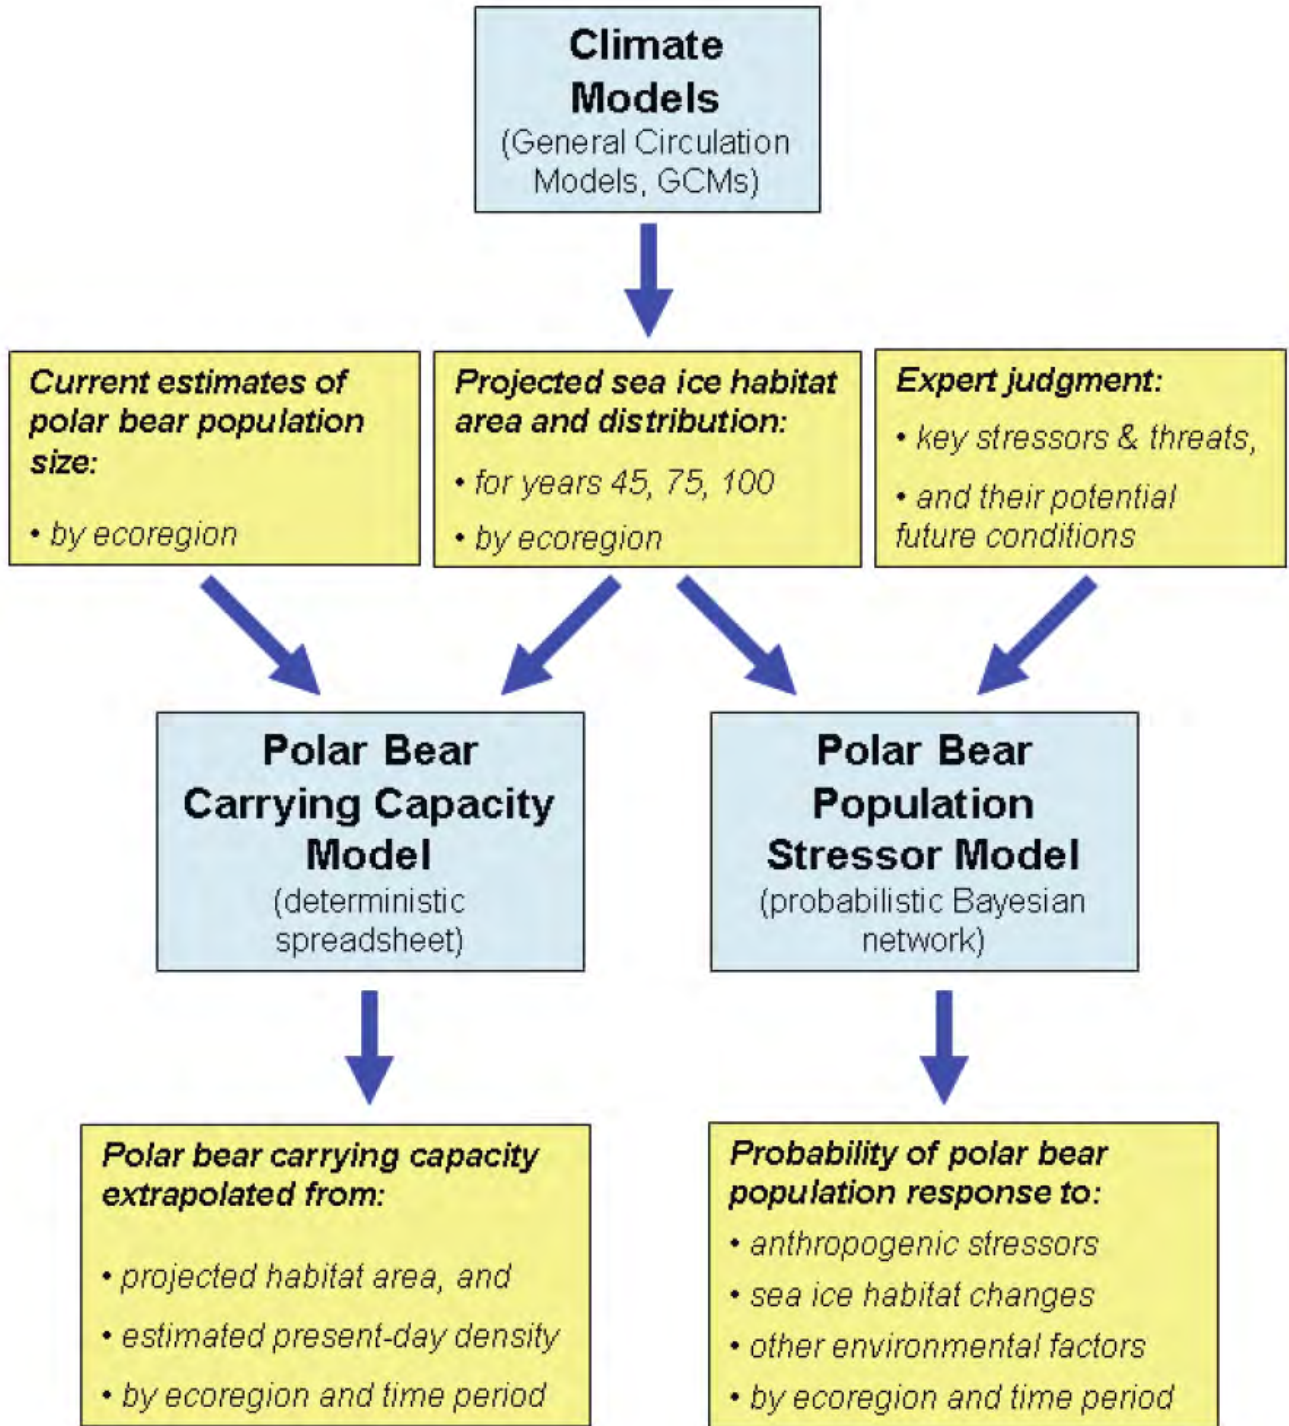 Climate
Models
(General Circulation
Models, GCMs)
Current estimates of
polar bear population
size:
• by ecoregion
Projected sea ice habitat
area and distribution:
• for years 45, 75, 100
• by ecoregion
Expert judgment:
• key stressors & threats,
• and their potential
future conditions
Polar Bear
Carrying Capacity
Model
(deterministic
spreadsheet)
Polar Bear
Population
Stressor Model
(probabilistic Bayesian
network)
Polar bear carrying capacity
extrapolated from:
• projected habitat area, and
• estimated present-day density
• by ecoregion and time period
Probability of polar bear
population response to:
• anthropogenic stressors
• sea ice habitat changes
• other environmental factors
• by ecoregion and time period